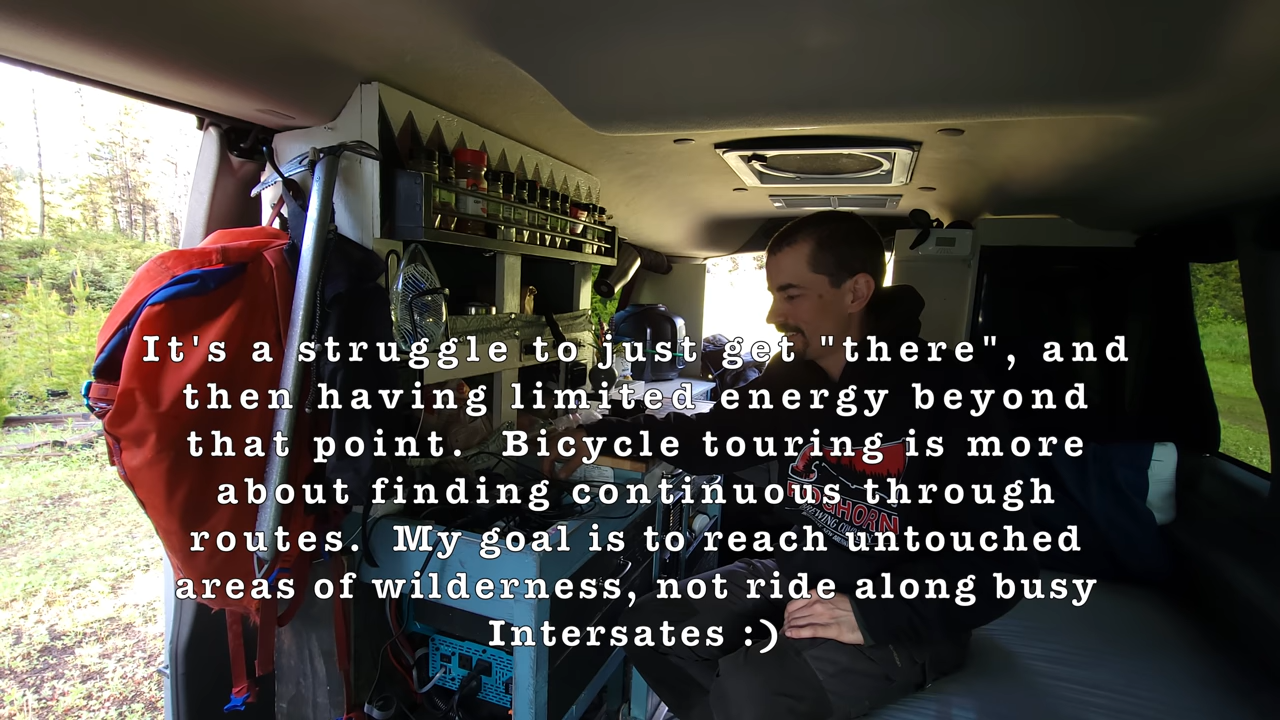 It's a struggle to just get "there", and
then having limited energy beyond
that point.  Bicycle touring is more
about finding continuous through
routes.  My goal is to reach untouched
areas of wilderness, not ride along busy
Intersates :)